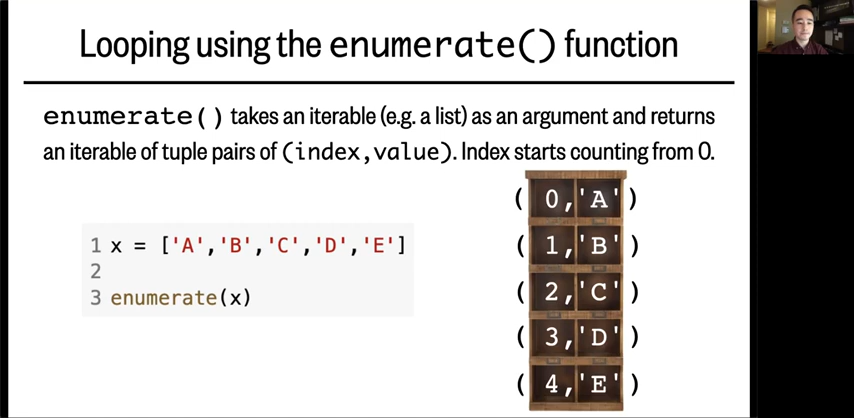 Looping using the enumerate() function
enumerate() takes an iterable (e.g. a list) as an argument and returns
an iterable of tuple pairs of (index,value). Index starts counting from 0.
1 x = ['A','B','C','D','E']
2
3 enumerate(x)
( 0,'A' )
( 1,'B' )
( 2,'C' )
( 3,'D' )
( 4,'E' )